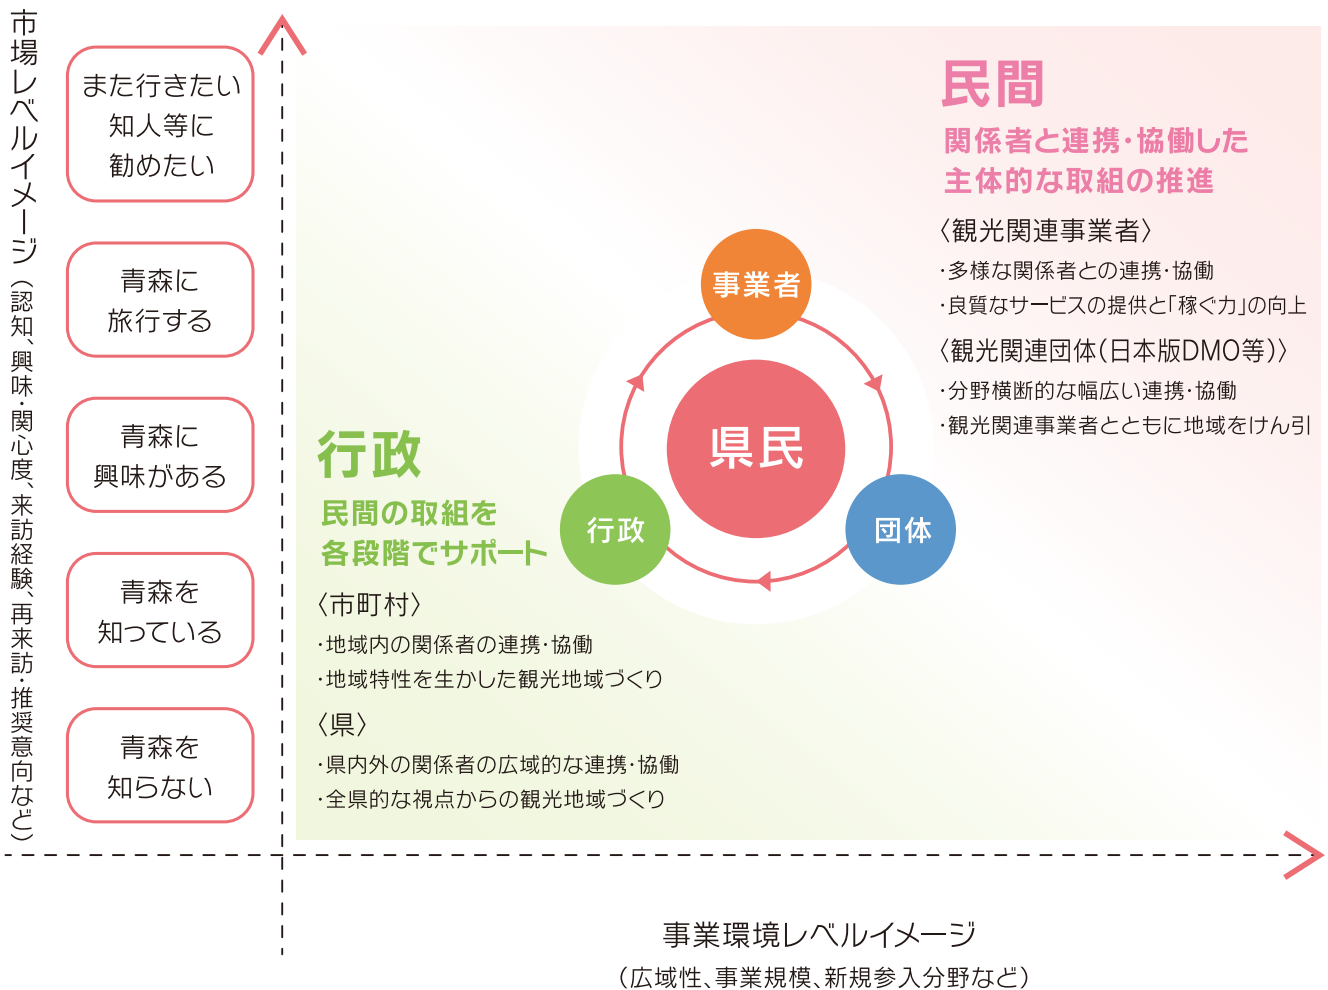 市場レベルイメージ（認知、興味・関心度、来訪経験、再来訪・推奨意向など）
また行きたい
知人等に
勧めたい
青森に
旅行する
青森に
興味がある
青森を
知っている
青森を
知らない
民間
関係者と連携・協働した
主体的な取組の推進
〈観光関連事業者〉
・多様な関係者との連携・協働
・良質なサービスの提供と「稼ぐ力」の向上
〈観光関連団体（日本版DMO等）〉
・分野横断的な幅広い連携・協働
・観光関連事業者とともに地域をけん引
事業者
県民
行政
団体
行政
民間の取組を
各段階でサポート
〈市町村〉
・地域内の関係者の連携・協働
・地域特性を生かした観光地域づくり
〈県〉
・県内外の関係者の広域的な連携・協働
・全県的な視点からの観光地域づくり
事業環境レベルイメージ
（広域性、事業規模、新規参入分野など）